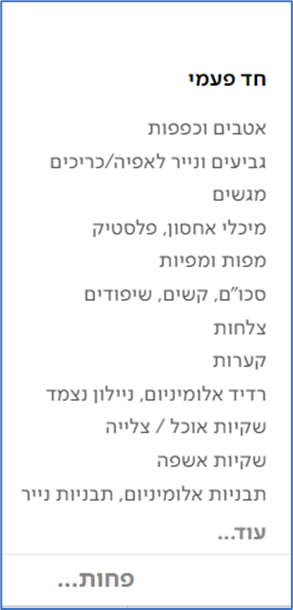 חד פעמי
אטבים וכפפות
גביעים ונייר לאפיה/כריכים
מגשים
מיכלי אחסון, פלסטיק
מפות ומפיות
סכו"ם, קשים, שיפודים
צלחות
קערות
רדיד אלומיניום, ניילון נצמד
שקיות אוכל / צלייה
שקיות אשפה
תבניות אלומיניום, תבניות נייר
עוד...
פחות...